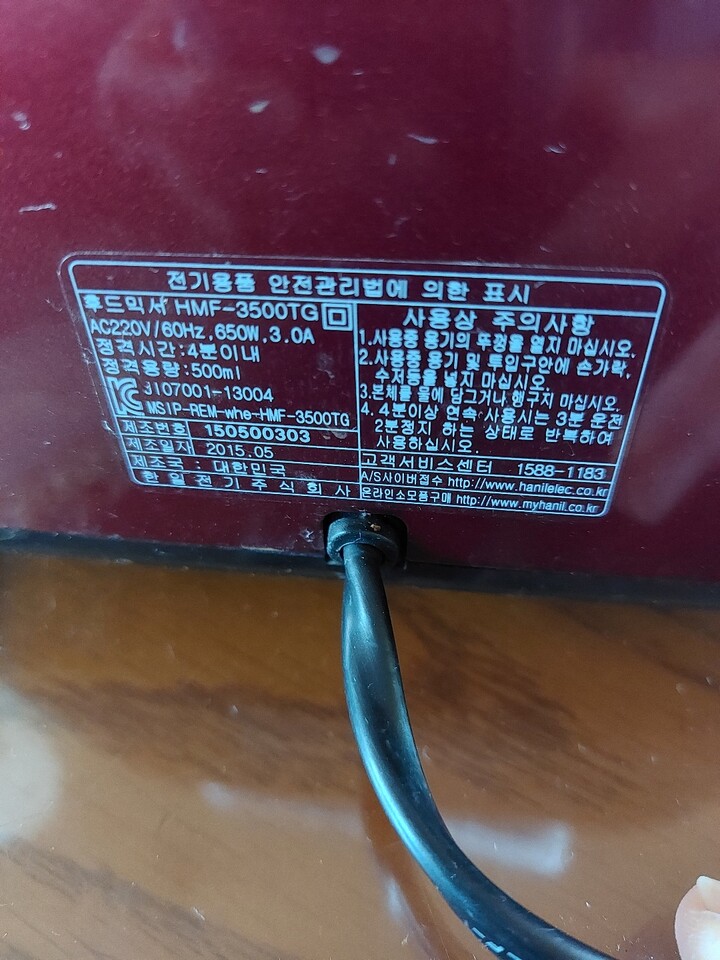 전기용품 안전관리법에 의한 표시
후드믹서 HMF-3500TG
AC220V/60Hz,650W,3.0A
정격시간:4분이내
정격용량:500ml
JI07001-13004
MSIP-REM-whe-HMF-3500TG
제조번호 150500303
제조일자 2015.05
제조국 : 대한민국
한일전기주식회사
사용상 주의사항
1.사용중 용기의 뚜껑을 열지 마십시오.
2.사용중 용기 및 투입구안에 손가락,
수저등을 넣지 마십시오.
3.본체를 물에 담그거나 행구지 마십시오.
4. 4분이상 연속 사용시는 3분 운전
2분정지 하는 상태로 반복하여
사용하십시오.
고객서비스센터 1588-1183
A/S사이버접수 http://www.hanilelec.co.kr
온라인소모품구매 http://www.myhanil.co.kr